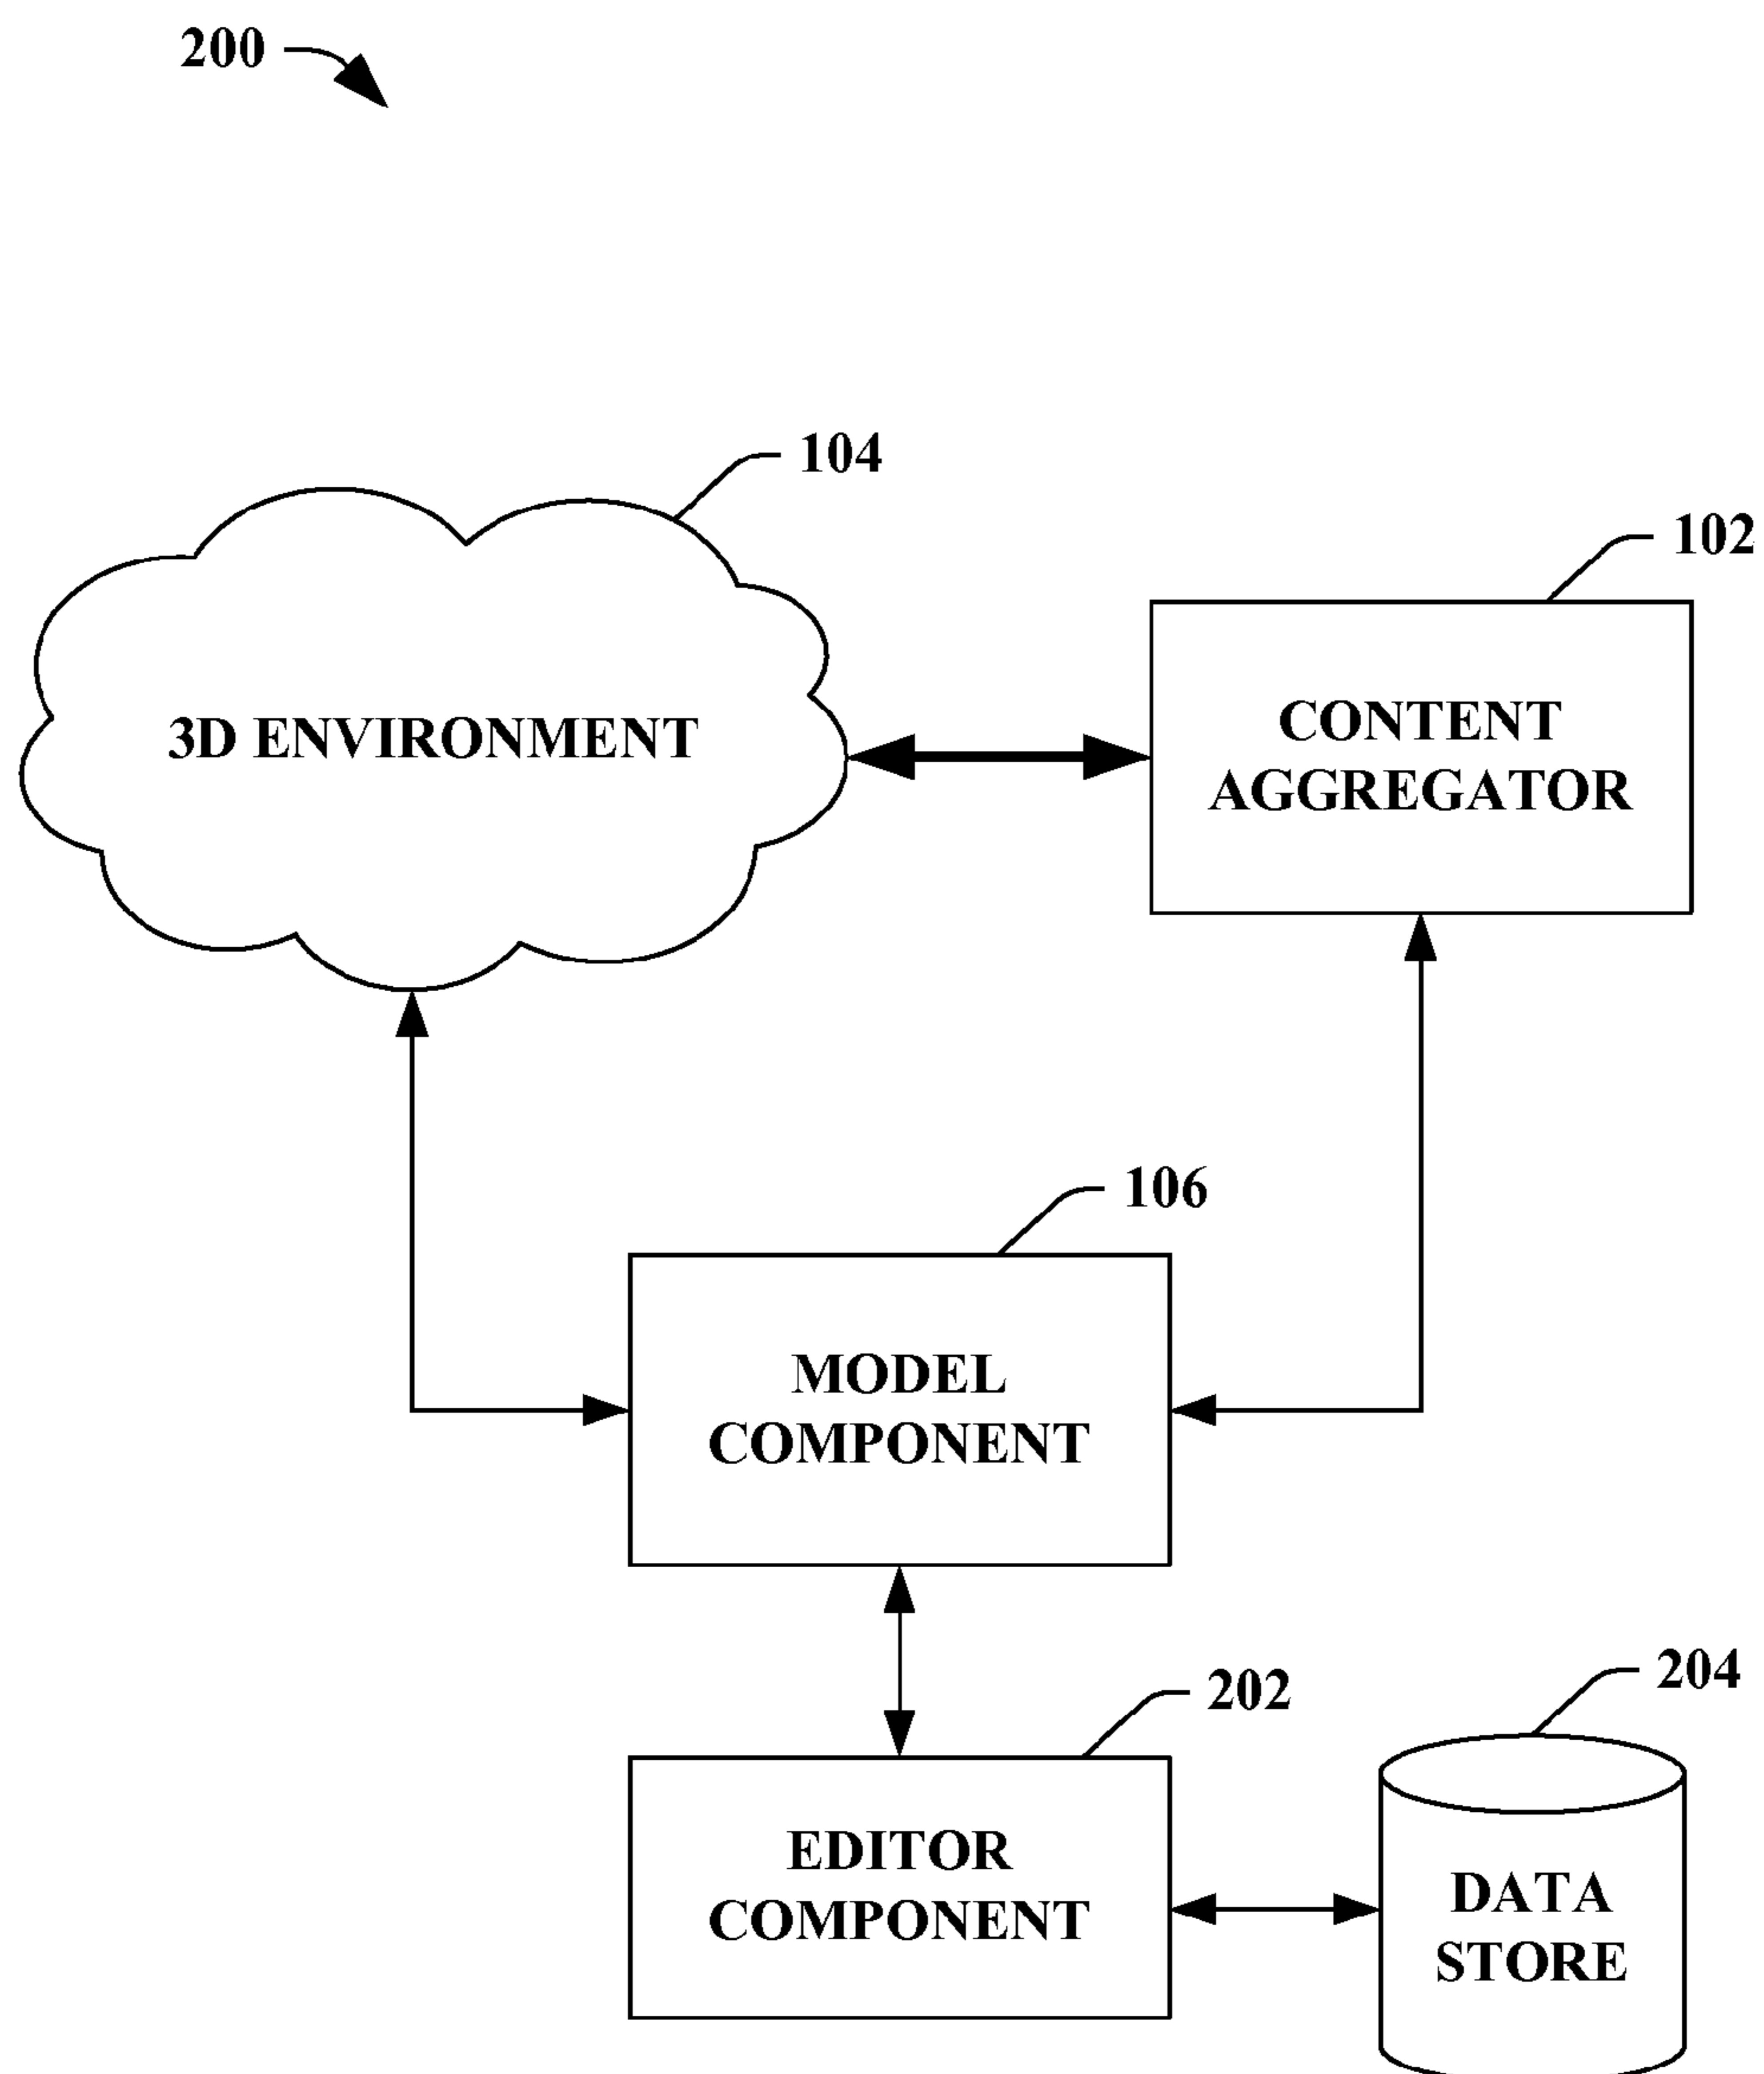 200
104
102
3D ENVIRONMENT
CONTENT
AGGREGATOR
106
MODEL
COMPONENT
202
204
EDITOR
COMPONENT
DATA
STORE